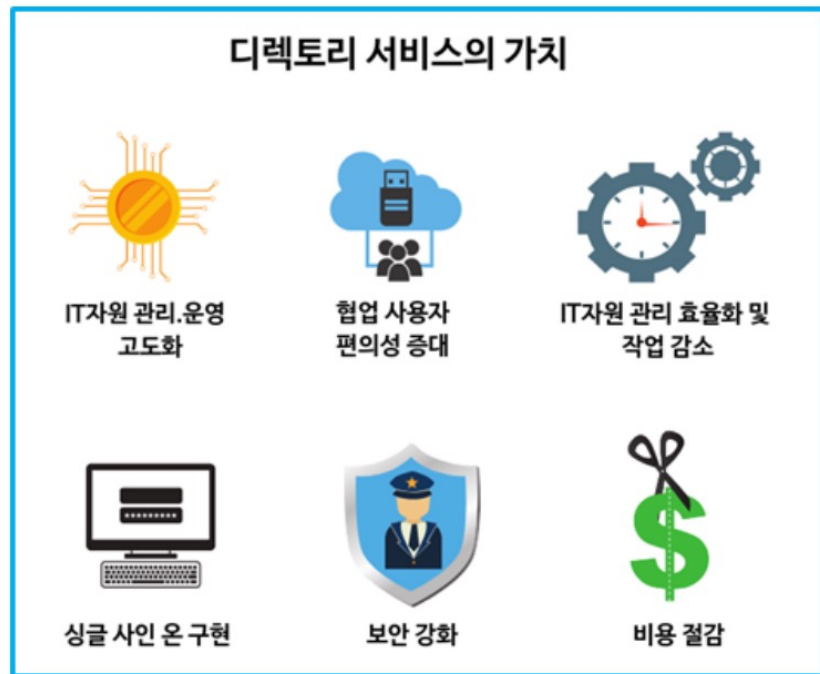 디렉토리 서비스의 가치
IT자원 관리.운영
고도화
협업 사용자
편의성 증대
IT자원 관리 효율화 및
작업 감소
싱글 사인 온 구현
보안 강화
비용 절감